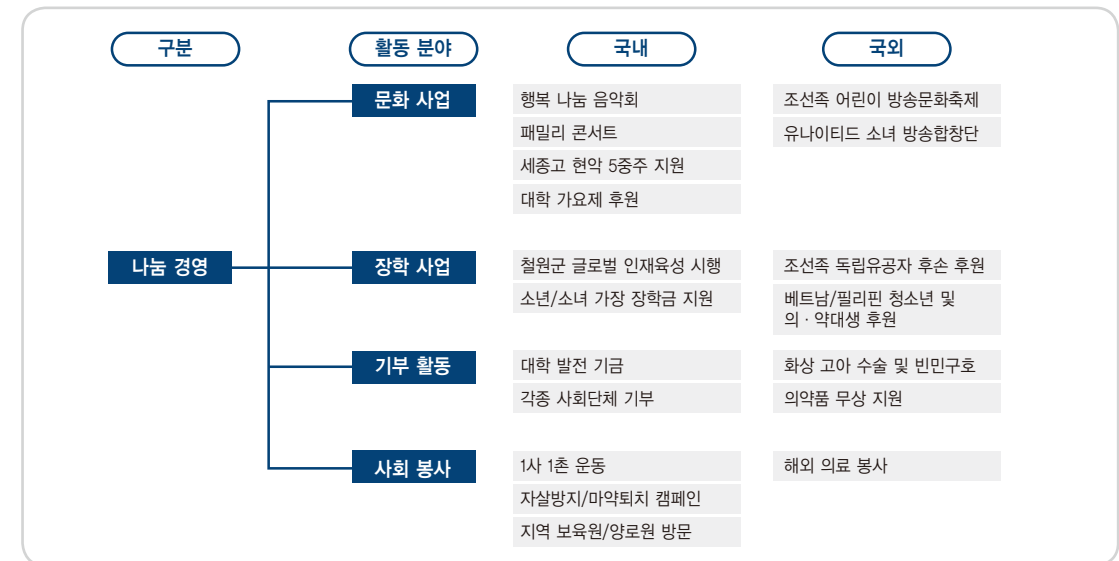 구분
활동 분야
국내
국외
나눔 경영
문화 사업
행복 나눔 음악회
패밀리 콘서트
세종고 현악 5중주 지원
대학 가요제 후원
조선족 어린이 방송문화축제
유나이티드 소녀 방송합창단
장학 사업
철원군 글로벌 인재육성 시행
소년/소녀 가장 장학금 지원
조선족 독립유공자 후손 후원
베트남/필리핀 청소년 및
의·약대생 후원
기부 활동
대학 발전 기금
각종 사회단체 기부
화상 고아 수술 및 빈민구호
의약품 무상 지원
사회 봉사
1사 1촌 운동
자살방지/마약퇴치 캠페인
지역 보육원/양로원 방문
해외 의료 봉사